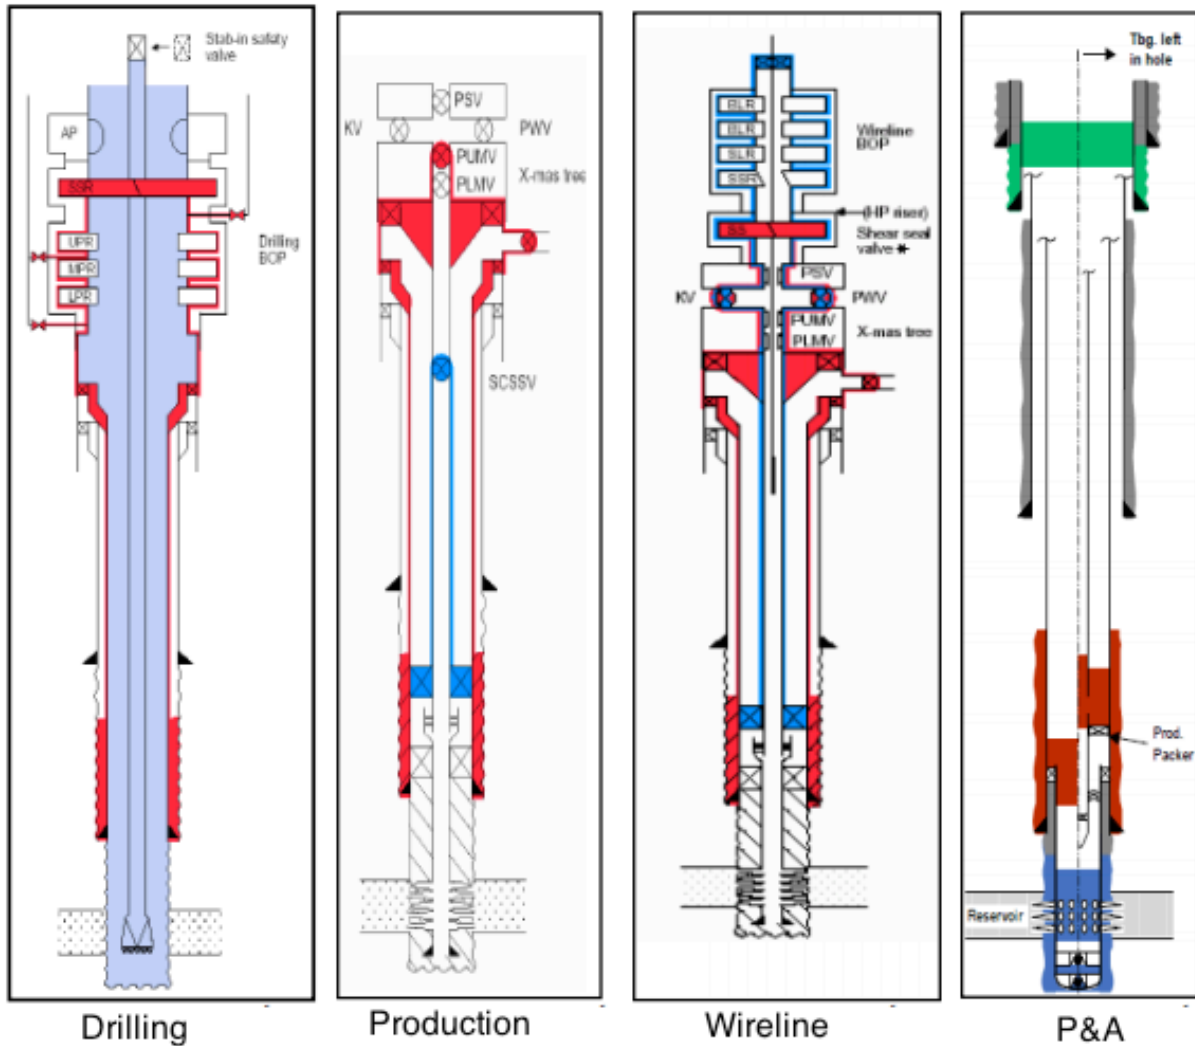 Stab-in safety
valve
AP
SSR
UPR
MPR
LPR
Drilling
BOP
Drilling
PSV
KV
PWV
PUMV
PLMV
X-mas tree
SCSSV
Production
BLR
BLR
SLR
SSR
Wireline
BOP
(HP riser)
SS
Shear seal
valve *
PSV
KV
PWV
PUMV
PLMV
X-mas tree
Wireline
Tbg. left
in hole
Prod.
Packer
Reservoir
P&A